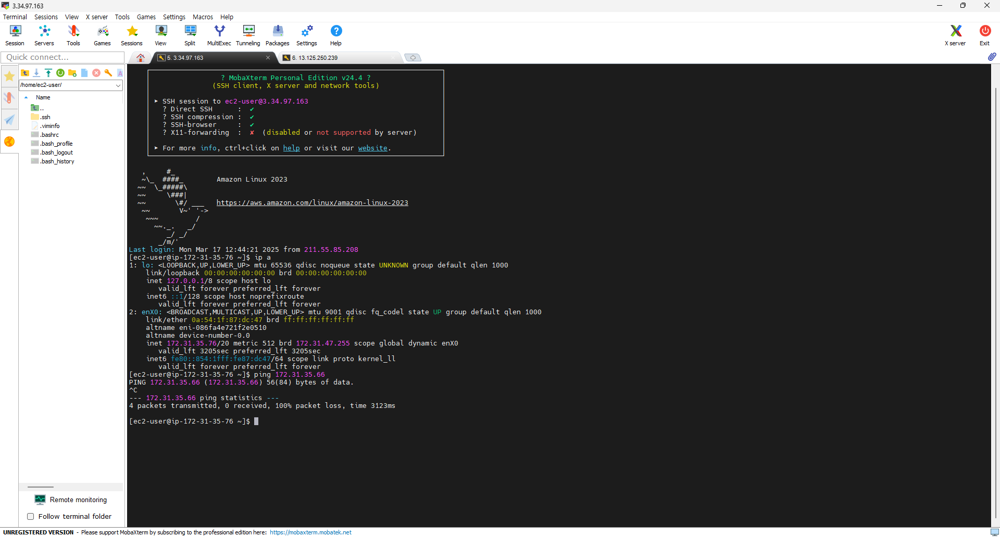 3.34.97.163
Terminal Sessions View X server Tools Games Settings Macros Help
Session Servers Tools Games Sessions View Split MultiExec Tunneling Packages Settings Help X server Exit
Quick connect...
5. 3.34.97.163
6. 13.125.250.239
/home/ec2-user/
Name
..
.ssh
.viminfo
.bashrc
.bash_profile
.bash_logout
.bash_history
Remote monitoring
Follow terminal folder
? MobaXterm Personal Edition v24.4 ?
(SSH client, X server and network tools)
➤ SSH session to ec2-user@3.34.97.163
? Direct SSH : ✔
? SSH compression : ✔
? SSH-browser : ✔
? X11-forwarding : ✘ (disabled or not supported by server)
➤ For more info, ctrl+click on help or visit our website.
   ,     #_
   ~\_  ####_        Amazon Linux 2023
  ~~  \_#####\
  ~~     \###|
  ~~       \#/ ___   https://aws.amazon.com/linux/amazon-linux-2023
   ~~       V~' '->
    ~~~         /
      ~~._.   _/
         _/ _/
       _/m/'
Last login: Mon Mar 17 12:44:21 2025 from 211.55.85.208
[ec2-user@ip-172-31-35-76 ~]$ ip a
1: lo: <LOOPBACK,UP,LOWER_UP> mtu 65536 qdisc noqueue state UNKNOWN group default qlen 1000
    link/loopback 00:00:00:00:00:00 brd 00:00:00:00:00:00
    inet 127.0.0.1/8 scope host lo
       valid_lft forever preferred_lft forever
    inet6 ::1/128 scope host noprefixroute
       valid_lft forever preferred_lft forever
2: enX0: <BROADCAST,MULTICAST,UP,LOWER_UP> mtu 9001 qdisc fq_codel state UP group default qlen 1000
    link/ether 0a:54:1f:87:dc:47 brd ff:ff:ff:ff:ff:ff
    altname eni-086fa4e721f2e0510
    altname device-number-0.0
    inet 172.31.35.76/20 metric 512 brd 172.31.47.255 scope global dynamic enX0
       valid_lft 3205sec preferred_lft 3205sec
    inet6 fe80::854:1fff:fe87:dc47/64 scope link proto kernel_ll
       valid_lft forever preferred_lft forever
[ec2-user@ip-172-31-35-76 ~]$ ping 172.31.35.66
PING 172.31.35.66 (172.31.35.66) 56(84) bytes of data.
^C
--- 172.31.35.66 ping statistics ---
4 packets transmitted, 0 received, 100% packet loss, time 3123ms
[ec2-user@ip-172-31-35-76 ~]$
UNREGISTERED VERSION - Please support MobaXterm by subscribing to the professional edition here: https://mobaxterm.mobatek.net